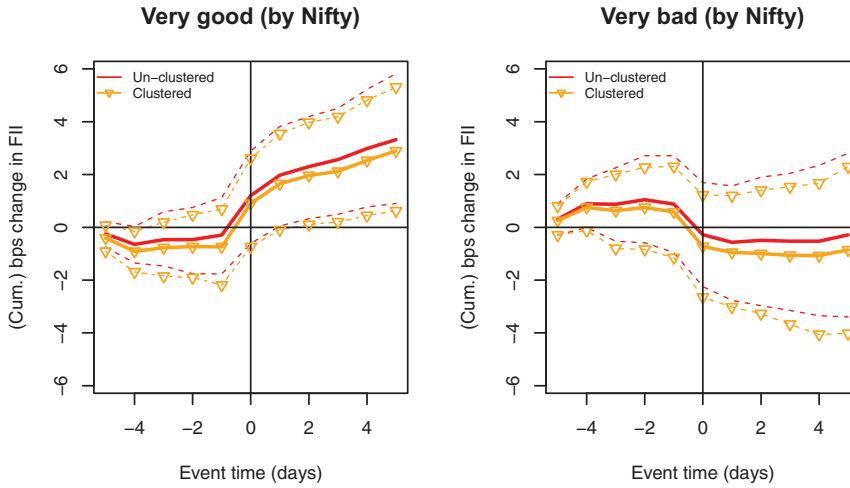 Very good (by Nifty)
(Cum.) bps change in FII
6
4
2
0
−2
−4
−6
Un−clustered
Clustered
−4
−2
0
2
4
Event time (days)
Very bad (by Nifty)
(Cum.) bps change in FII
6
4
2
0
−2
−4
−6
Un−clustered
Clustered
−4
−2
0
2
4
Event time (days)